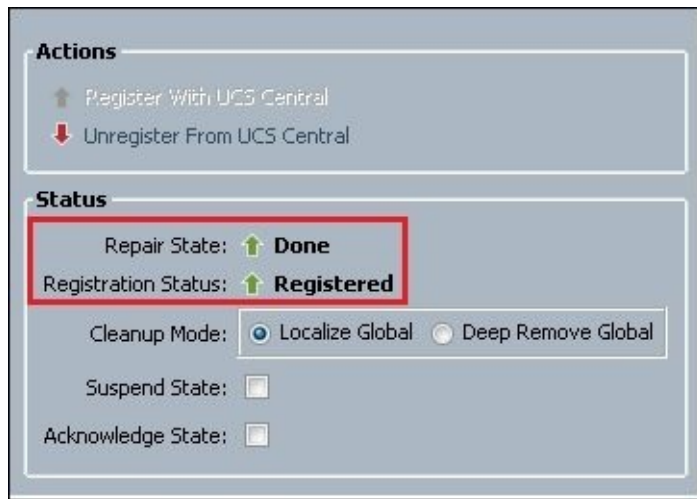 Actions
Register With UCS Central
Unregister From UCS Central
Status
Repair State: Done
Registration Status: Registered
Cleanup Mode: Localize Global Deep Remove Global
Suspend State:
Acknowledge State: